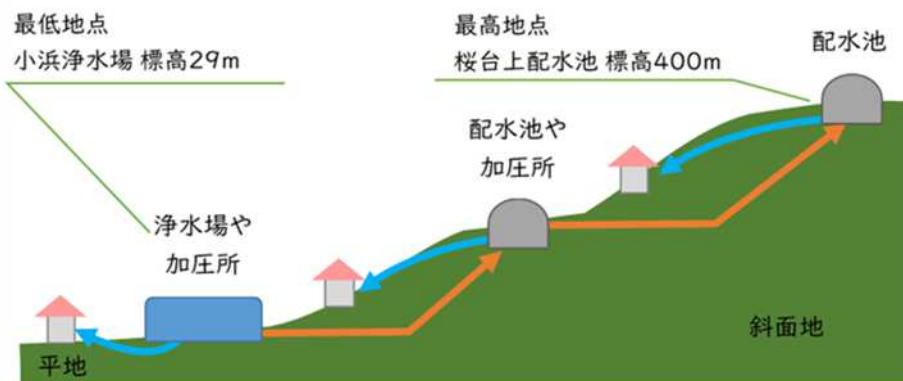 最低地点
小浜浄水場 標高29m
最高地点
桜台上配水池 標高400m
配水池
配水池や
加圧所
浄水場や
加圧所
斜面地
平地